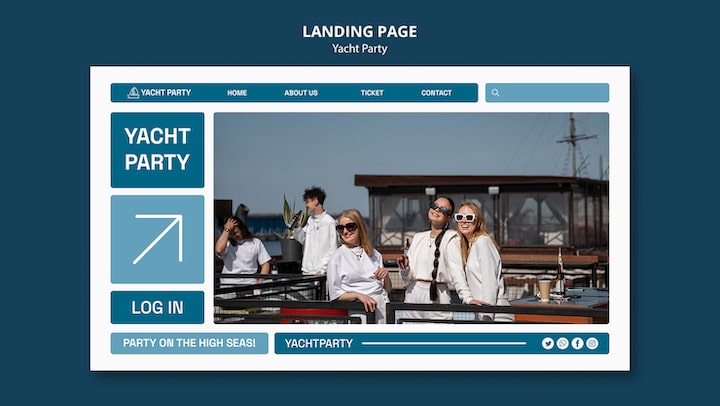 LANDING PAGE
Yacht Party
YACHT PARTY
HOME
ABOUT US
TICKET
CONTACT
YACHT
PARTY
LOG IN
PARTY ON THE HIGH SEAS!
YACHTPARTY